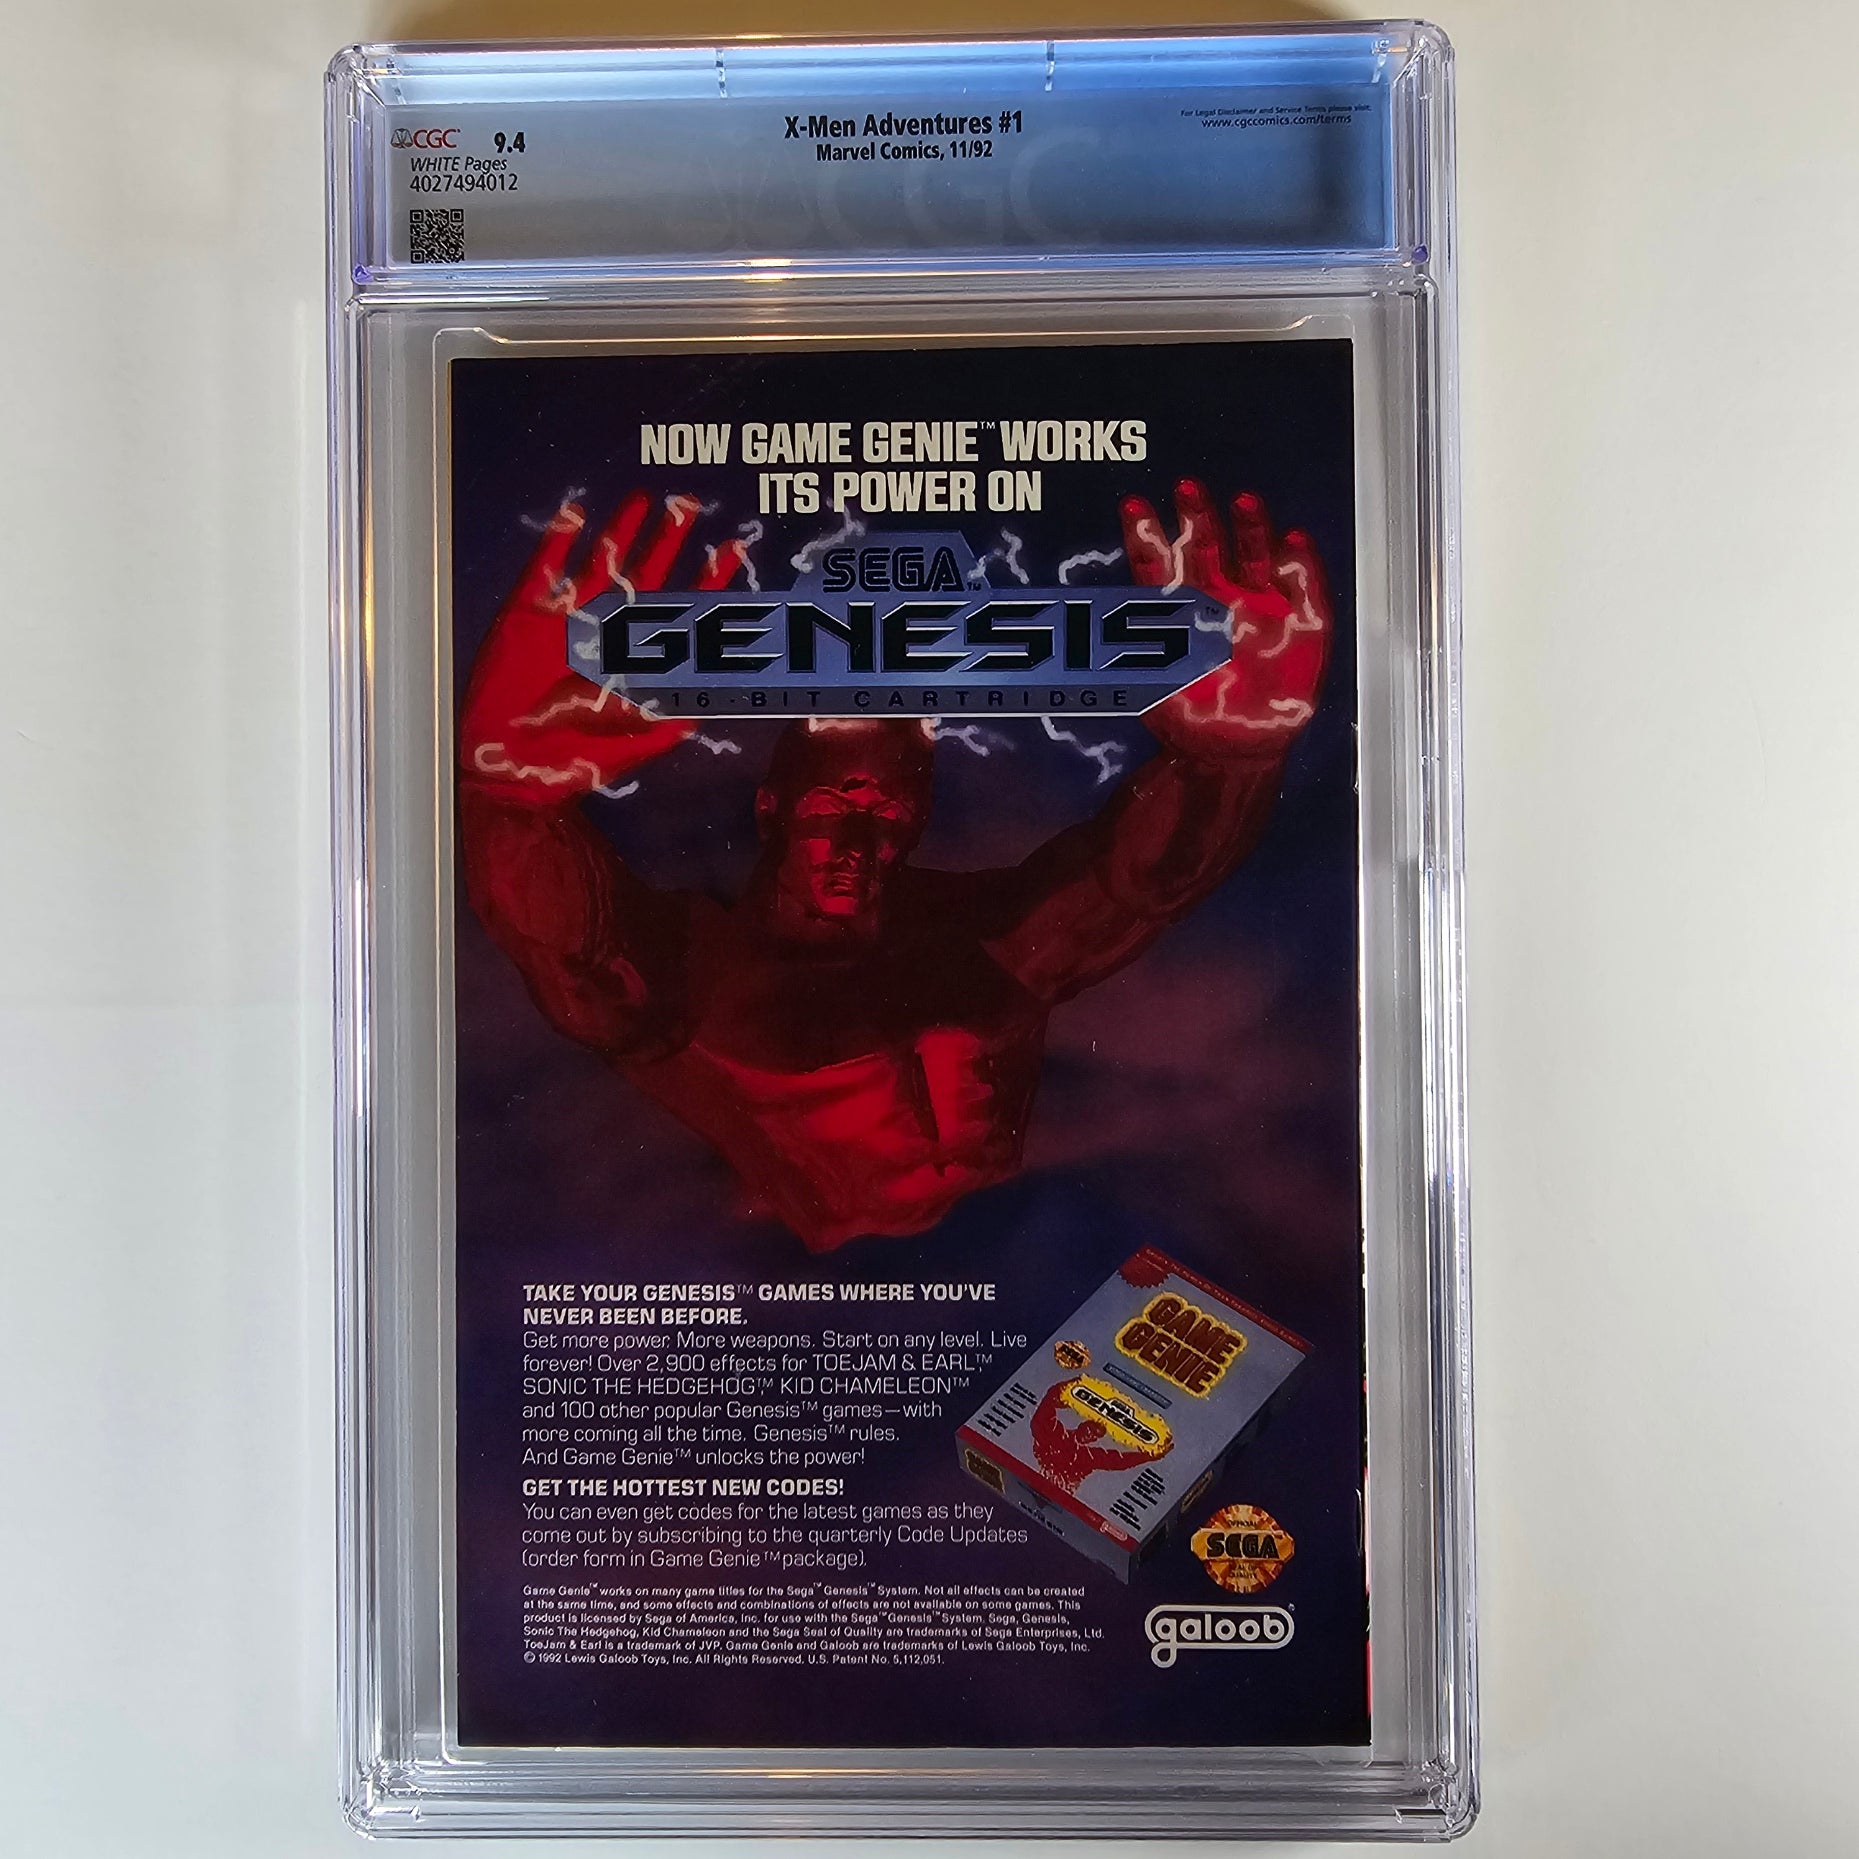 CGC 9.4
WHITE Pages
4027494012
X-Men Adventures #1
Marvel Comics, 11/92
For Legal Disclaimer and Service Terms please visit:
www.cgccomics.com/terms
CGC
NOW GAME GENIE™ WORKS
ITS POWER ON
SEGA™
GENESIS™
16-BIT CARTRIDGE
TAKE YOUR GENESIS™ GAMES WHERE YOU'VE
NEVER BEEN BEFORE.
Get more power. More weapons. Start on any level. Live
forever! Over 2,900 effects for TOEJAM & EARL,™
SONIC THE HEDGEHOG,™ KID CHAMELEON™
and 100 other popular Genesis™ games—with
more coming all the time. Genesis™ rules.
And Game Genie™ unlocks the power!
GET THE HOTTEST NEW CODES!
You can even get codes for the latest games as they
come out by subscribing to the quarterly Code Updates
(order form in Game Genie™ package).
Game Genie™ works on many game titles for the Sega™ Genesis™ System. Not all effects can be created
at the same time, and some effects and combinations of effects are not available on some games. This
product is licensed by Sega of America, Inc. for use with the Sega™ Genesis™ System. Sega, Genesis,
Sonic The Hedgehog, Kid Chameleon and the Sega Seal of Quality are trademarks of Sega Enterprises, Ltd.
ToeJam & Earl is a trademark of JVP. Game Genie and Galoob are trademarks of Lewis Galoob Toys, Inc.
© 1992 Lewis Galoob Toys, Inc. All Rights Reserved. U.S. Patent No. 5,112,051.
GAME
GENIE
GENESIS
OFFICIAL
SEGA
QUALITY
galoob®